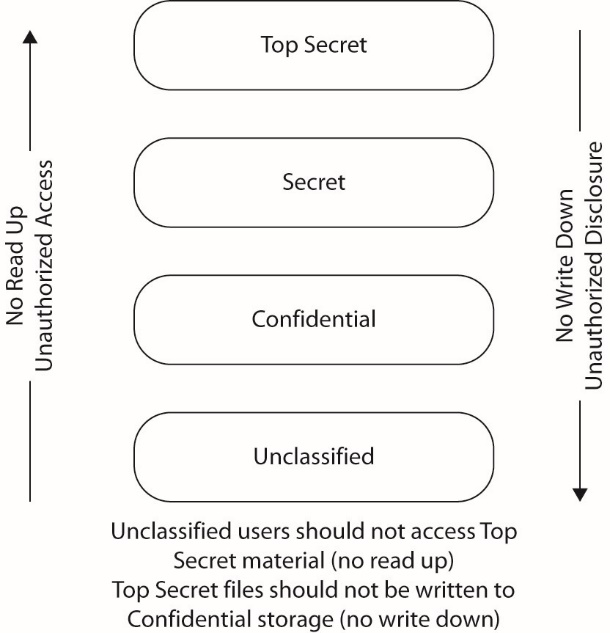 Top Secret
Secret
Confidential
Unclassified
No Read Up
Unauthorized Access
No Write Down
Unauthorized Disclosure
Unclassified users should not access Top
Secret material (no read up)
Top Secret files should not be written to
Confidential storage (no write down)